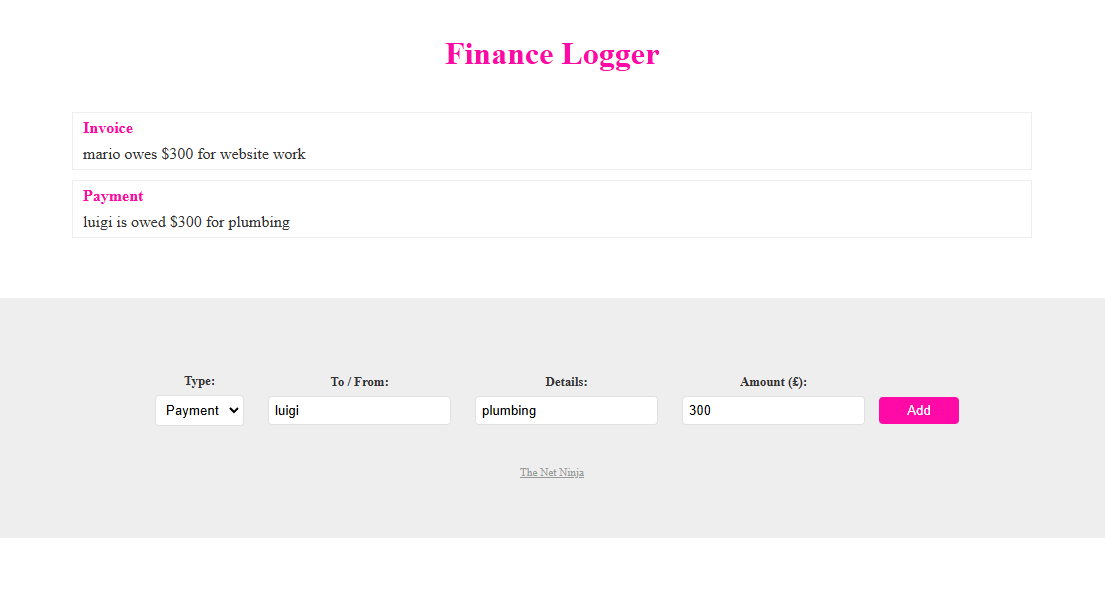 Finance Logger
Invoice
mario owes $300 for website work
Payment
luigi is owed $300 for plumbing
Type: To / From: Details: Amount (£):
Payment luigi plumbing 300 Add
The Net Ninja